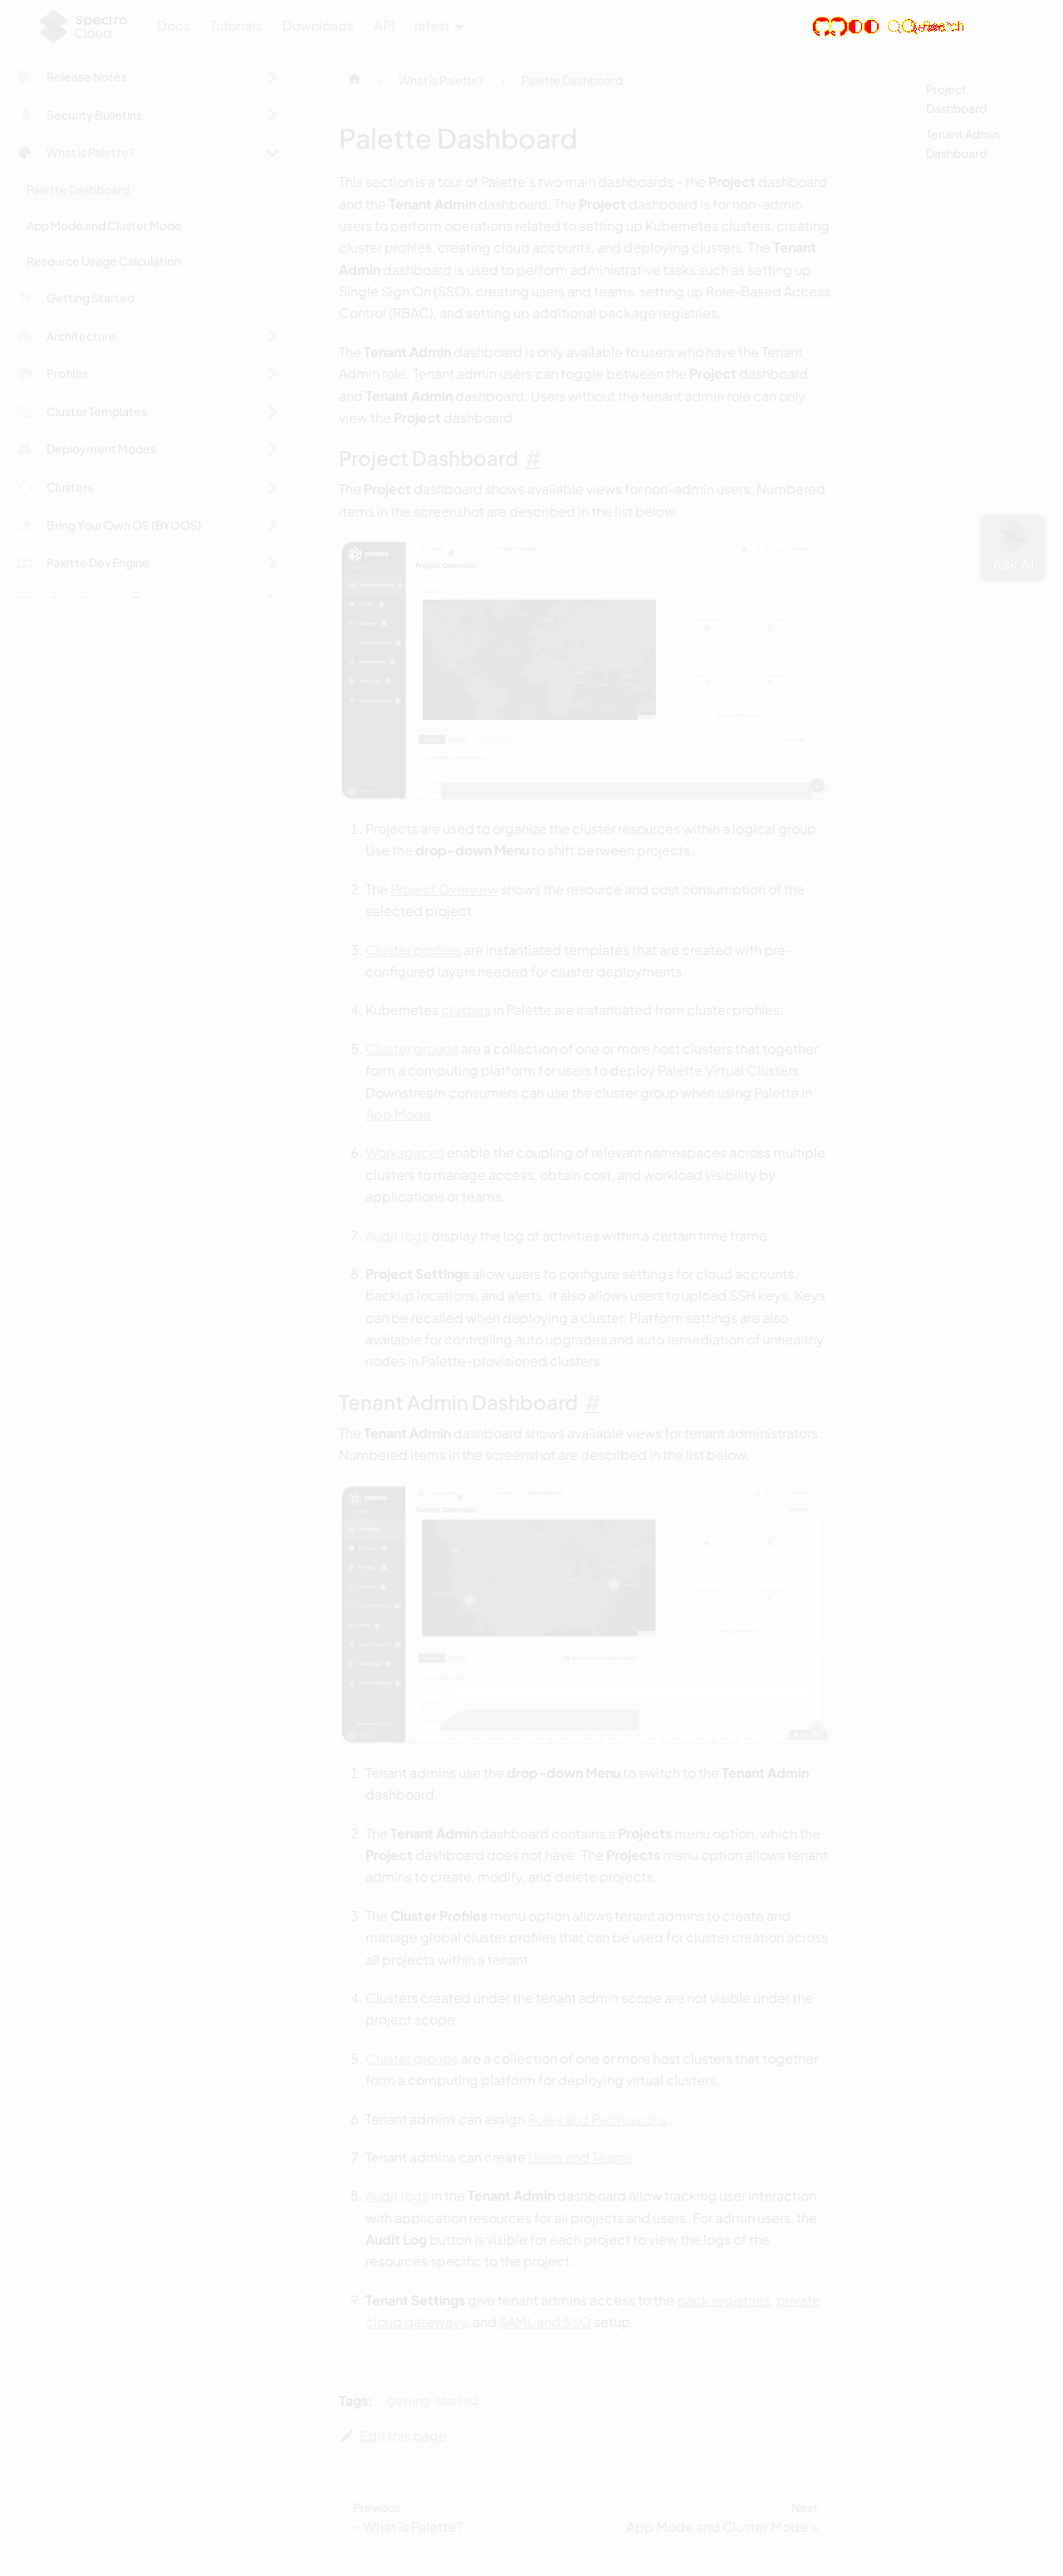 Spectro
Cloud
Docs
Tutorials
Downloads
API
latest
Release Notes
Security Bulletins
What is Palette?
Palette Dashboard
App Mode and Cluster Mode
Resource Usage Calculation
Getting Started
Architecture
Profiles
Cluster Templates
Deployment Modes
Clusters
Bring Your Own OS (BYOOS)
Palette Dev Engine
What is Palette?
Palette Dashboard
Palette Dashboard
This section is a tour of Palette's two main dashboards - the Project dashboard
and the Tenant Admin dashboard. The Project dashboard is for non-admin
users to perform operations related to setting up Kubernetes clusters, creating
cluster profiles, creating cloud accounts, and deploying clusters. The Tenant
Admin dashboard is used to perform administrative tasks such as setting up
Single Sign On (SSO), creating users and teams, setting up Role-Based Access
Control (RBAC), and setting up additional package registries.
The Tenant Admin dashboard is only available to users who have the Tenant
Admin role. Tenant admin users can toggle between the Project dashboard
and Tenant Admin dashboard. Users without the tenant admin role can only
view the Project dashboard.
Project Dashboard #
The Project dashboard shows available views for non-admin users. Numbered
items in the screenshot are described in the list below.
palette
Project Overview
1. Projects are used to organize the cluster resources within a logical group.
Use the drop-down Menu to shift between projects.
2. The Project Overview shows the resource and cost consumption of the
selected project.
3. Cluster profiles are instantiated templates that are created with pre-
configured layers needed for cluster deployments.
4. Kubernetes clusters in Palette are instantiated from cluster profiles.
5. Cluster groups are a collection of one or more host clusters that together
form a computing platform for users to deploy Palette Virtual Clusters.
Downstream consumers can use the cluster group when using Palette in
App Mode.
6. Workspaces enable the coupling of relevant namespaces across multiple
clusters to manage access, obtain cost, and workload visibility by
applications or teams.
7. Audit logs display the log of activities within a certain time frame.
8. Project Settings allow users to configure settings for cloud accounts,
backup locations, and alerts. It also allows users to upload SSH keys. Keys
can be recalled when deploying a cluster. Platform settings are also
available for controlling auto upgrades and auto remediation of unhealthy
nodes in Palette-provisioned clusters.
Tenant Admin Dashboard #
The Tenant Admin dashboard shows available views for tenant administrators.
Numbered items in the screenshot are described in the list below.
palette
Tenant Overview
1. Tenant admins use the drop-down Menu to switch to the Tenant Admin
dashboard.
2. The Tenant Admin dashboard contains a Projects menu option, which the
Project dashboard does not have. The Projects menu option allows tenant
admins to create, modify, and delete projects.
3. The Cluster Profiles menu option allows tenant admins to create and
manage global cluster profiles that can be used for cluster creation across
all projects within a tenant.
4. Clusters created under the tenant admin scope are not visible under the
project scope.
5. Cluster groups are a collection of one or more host clusters that together
form a computing platform for deploying virtual clusters.
6. Tenant admins can assign Roles and Permissions.
7. Tenant admins can create Users and Teams.
8. Audit logs in the Tenant Admin dashboard allow tracking user interaction
with application resources for all projects and users. For admin users, the
Audit Log button is visible for each project to view the logs of the
resources specific to the project.
9. Tenant Settings give tenant admins access to the pack registries, private
cloud gateways, and SAML and SSO setup.
Tags:
getting-started
Edit this page
Previous
« What is Palette?
Next
App Mode and Cluster Mode »
Project
Dashboard
Tenant Admin
Dashboard
Ask AI